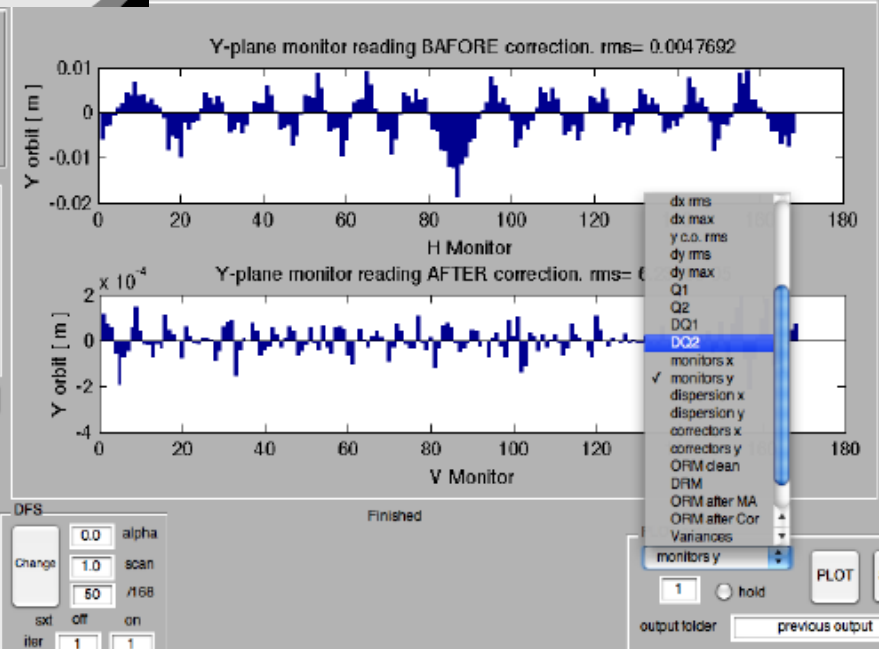 Y-plane monitor reading BAFORE correction. rms= 0.0047692
0.01
0
-0.01
-0.02
Y orbit [ m ]
0 20 40 60 80 100 120 180
H Monitor
Y-plane monitor reading AFTER correction. rms=
x 10⁻⁴
2
0
-2
-4
Y orbit [ m ]
0 20 40 60 80 100 120 180
V Monitor
dx rms
dx max
y c.o. rms
dy rms
dy max
Q1
Q2
DQ1
DQ2
monitors x
✓ monitors y
dispersion x
dispersion y
correctors x
correctors y
ORM clean
DRM
ORM after MA
ORM after Cor
Variances
DFS
Finished
0.0 alpha
Change
1.0 scan
50 /168
sxt off on
iter 1 1
monitors y
1 hold
PLOT
output folder previous output